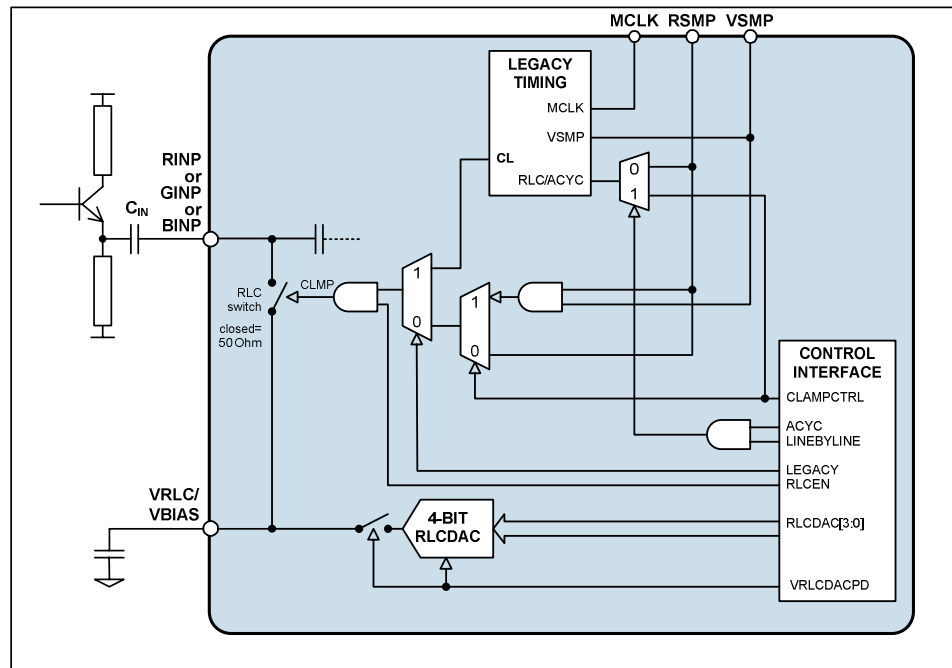 MCLK RSMP VSMP
LEGACY
TIMING
MCLK
VSMP
CL
RLC/ACYC
0
1
RINP
or
GINP
or
BINP
CIN
RLC
switch
closed=
50 Ohm
CLMP
1
0
1
0
CONTROL
INTERFACE
CLAMPCTRL
ACYC
LINEBYLINE
LEGACY
RLCEN
RLCDAC[3:0]
VRLCDACPD
VRLC/
VBIAS
4-BIT
RLCDAC